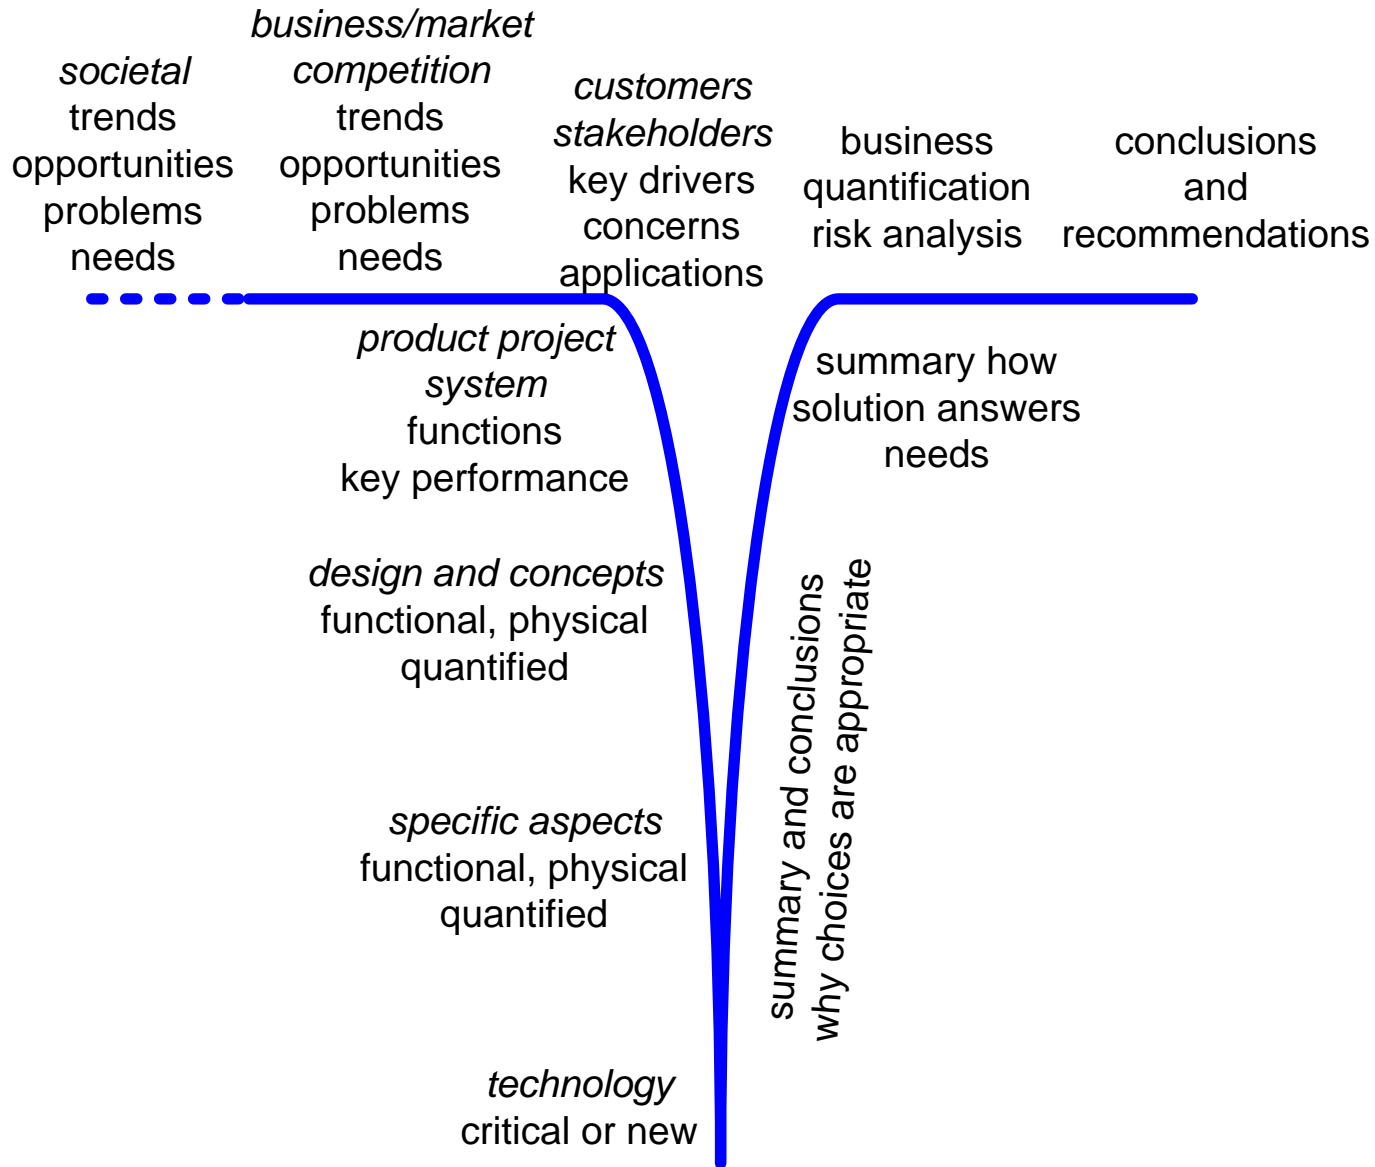 societal
trends
opportunities
problems
needs
business/market
competition
trends
opportunities
problems
needs
customers
stakeholders
key drivers
concerns
applications
business
quantification
risk analysis
conclusions
and
recommendations
product project
system
functions
key performance
summary how
solution answers
needs
design and concepts
functional, physical
quantified
specific aspects
functional, physical
quantified
summary and conclusions
why choices are appropriate
technology
critical or new